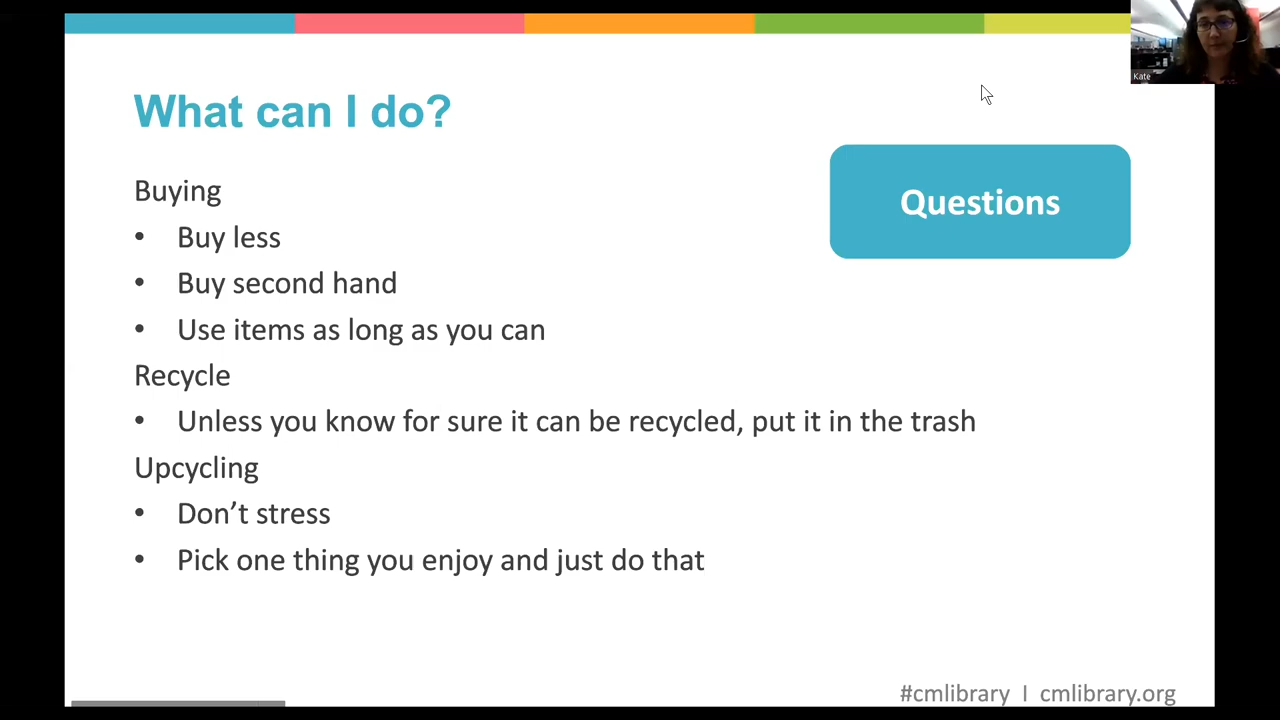 Kate
What can I do?
Questions
Buying
• Buy less
• Buy second hand
• Use items as long as you can
Recycle
• Unless you know for sure it can be recycled, put it in the trash
Upcycling
• Don’t stress
• Pick one thing you enjoy and just do that
#cmlibrary I cmlibrary.org